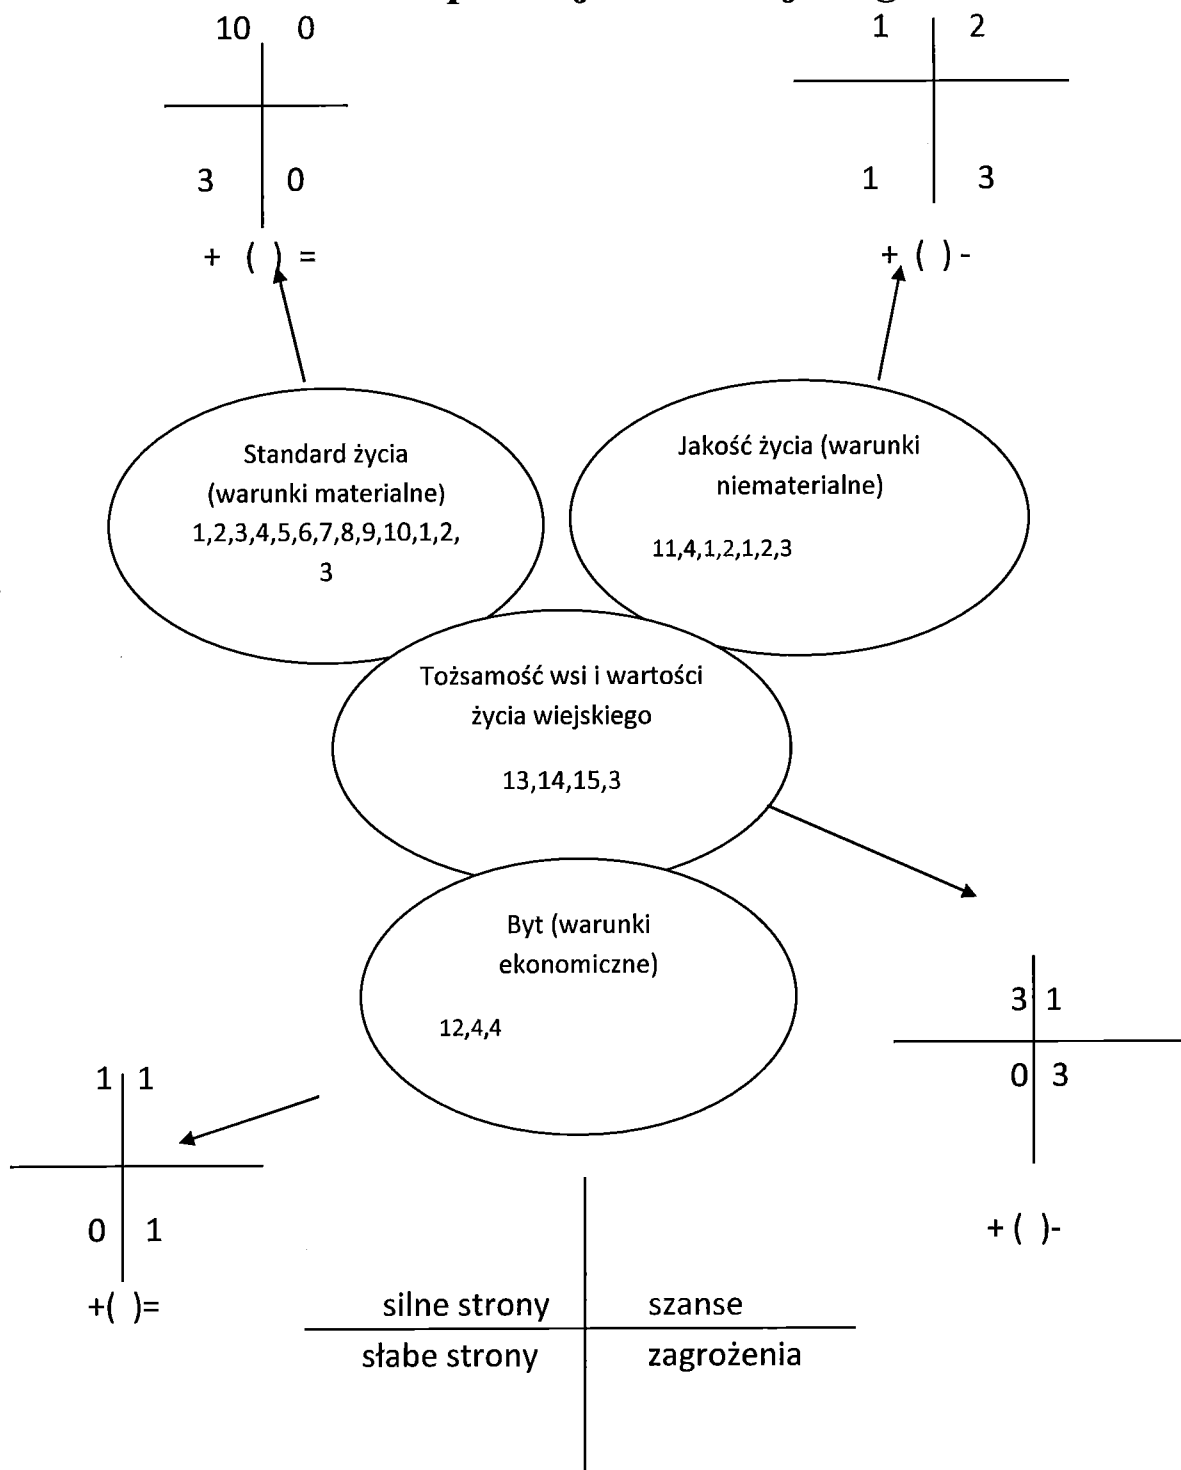 10 0
1 2
3 0
1 3
+ ( ) =
+ ( ) -
Standard życia
(warunki materialne)
1,2,3,4,5,6,7,8,9,10,1,2,
3
Jakość życia (warunki
niematerialne)
11,4,1,2,1,2,3
Tożsamość wsi i wartości
życia wiejskiego
13,14,15,3
Byt (warunki
ekonomiczne)
12,4,4
3 1
0 3
+ ( )-
1 1
0 1
+( )=
silne strony szanse
słabe strony zagrożenia